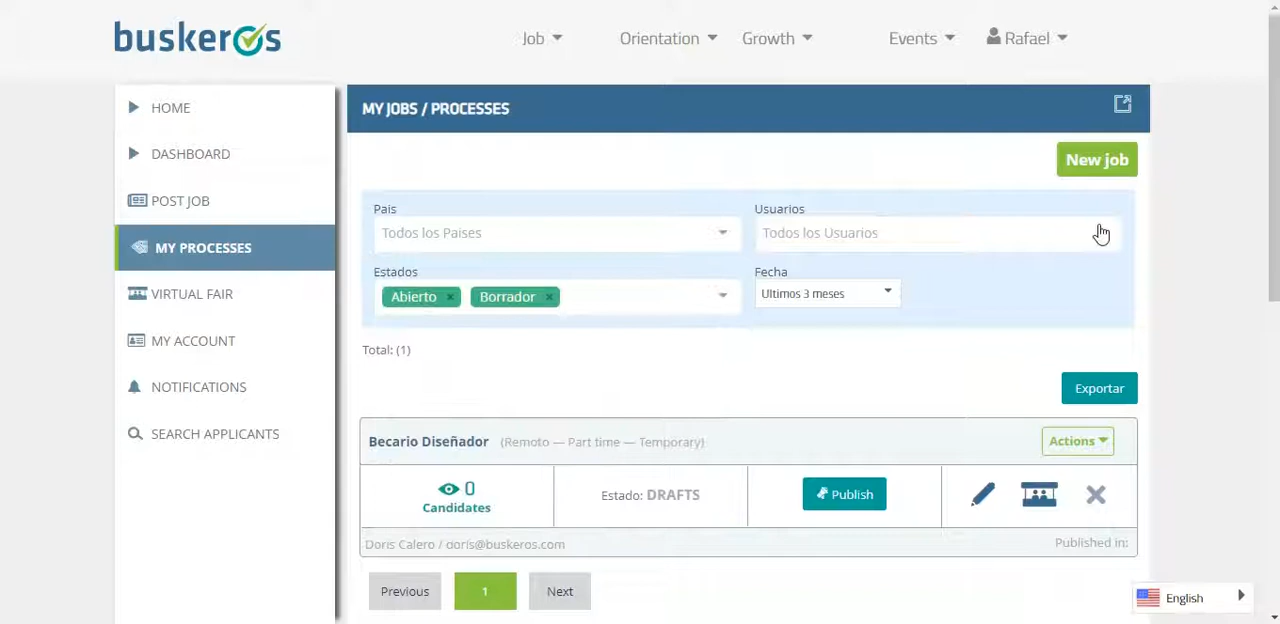 buskeros
Job
Orientation
Growth
Events
Rafael
HOME
DASHBOARD
POST JOB
MY PROCESSES
VIRTUAL FAIR
MY ACCOUNT
NOTIFICATIONS
SEARCH APPLICANTS
MY JOBS / PROCESSES
New job
Pais
Usuarios
Todos los Paises
Todos los Usuarios
Estados
Fecha
Abierto ×
Borrador ×
Ultimos 3 meses
Total: (1)
Exportar
Becario Diseñador (Remoto — Part time — Temporary)
Actions
0
Candidates
Estado: DRAFTS
Publish
Doris Calero / doris@buskeros.com
Published in:
Previous
1
Next
English